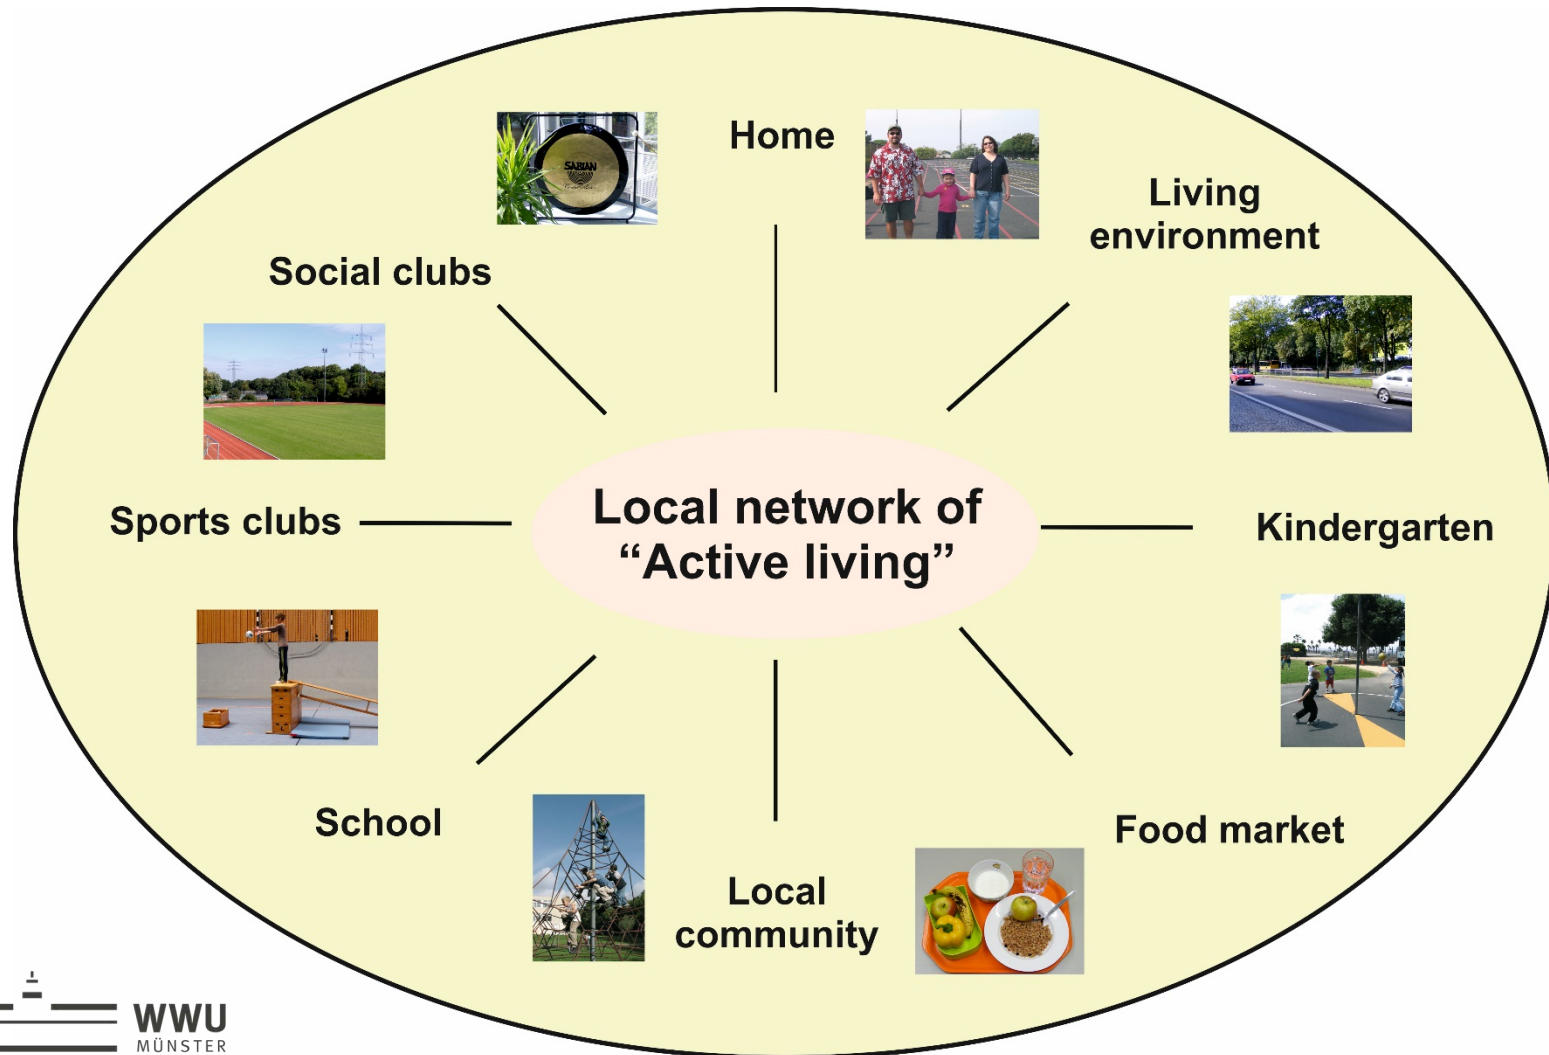 Home
Living
environment
Social clubs
SABIAN
Local network of
“Active living”
Sports clubs
Kindergarten
School
Food market
Local
community
WWU
MÜNSTER